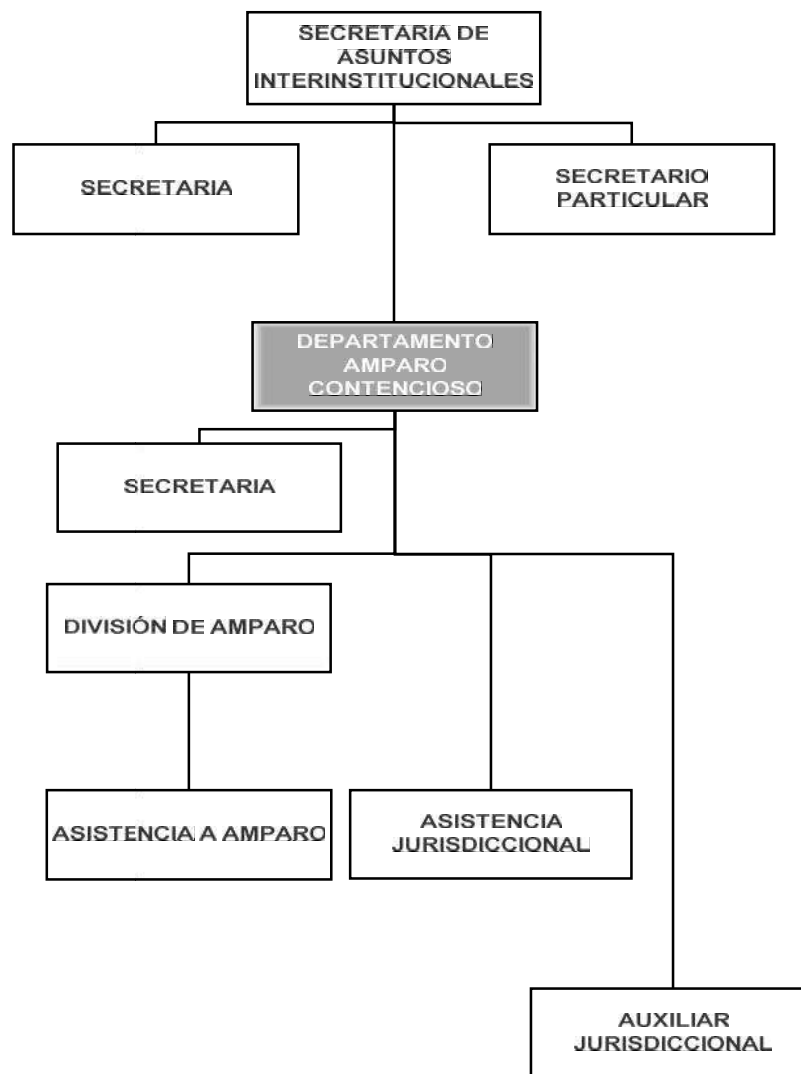 SECRETARÍA DE
ASUNTOS
INTERINSTITUCIONALES
SECRETARIA
SECRETARIO
PARTICULAR
DEPARTAMENTO
AMPARO
CONTENCIOSO
SECRETARIA
DIVISIÓN DE AMPARO
ASISTENCIA A AMPARO
ASISTENCIA
JURISDICCIONAL
AUXILIAR
JURISDICCIONAL